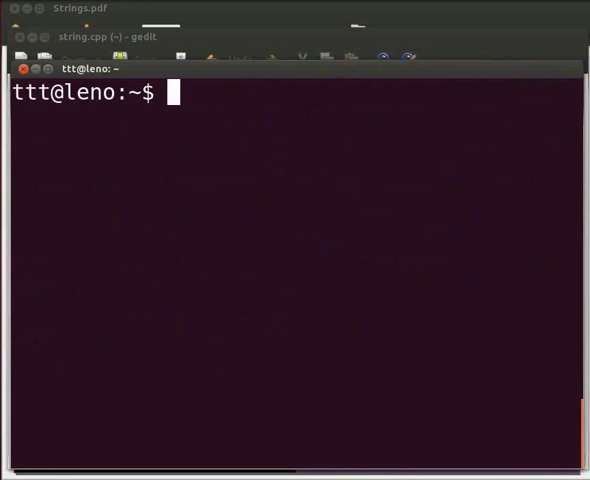 Strings.pdf
string.cpp (~) - gedit
ttt@leno: ~
ttt@leno:~$